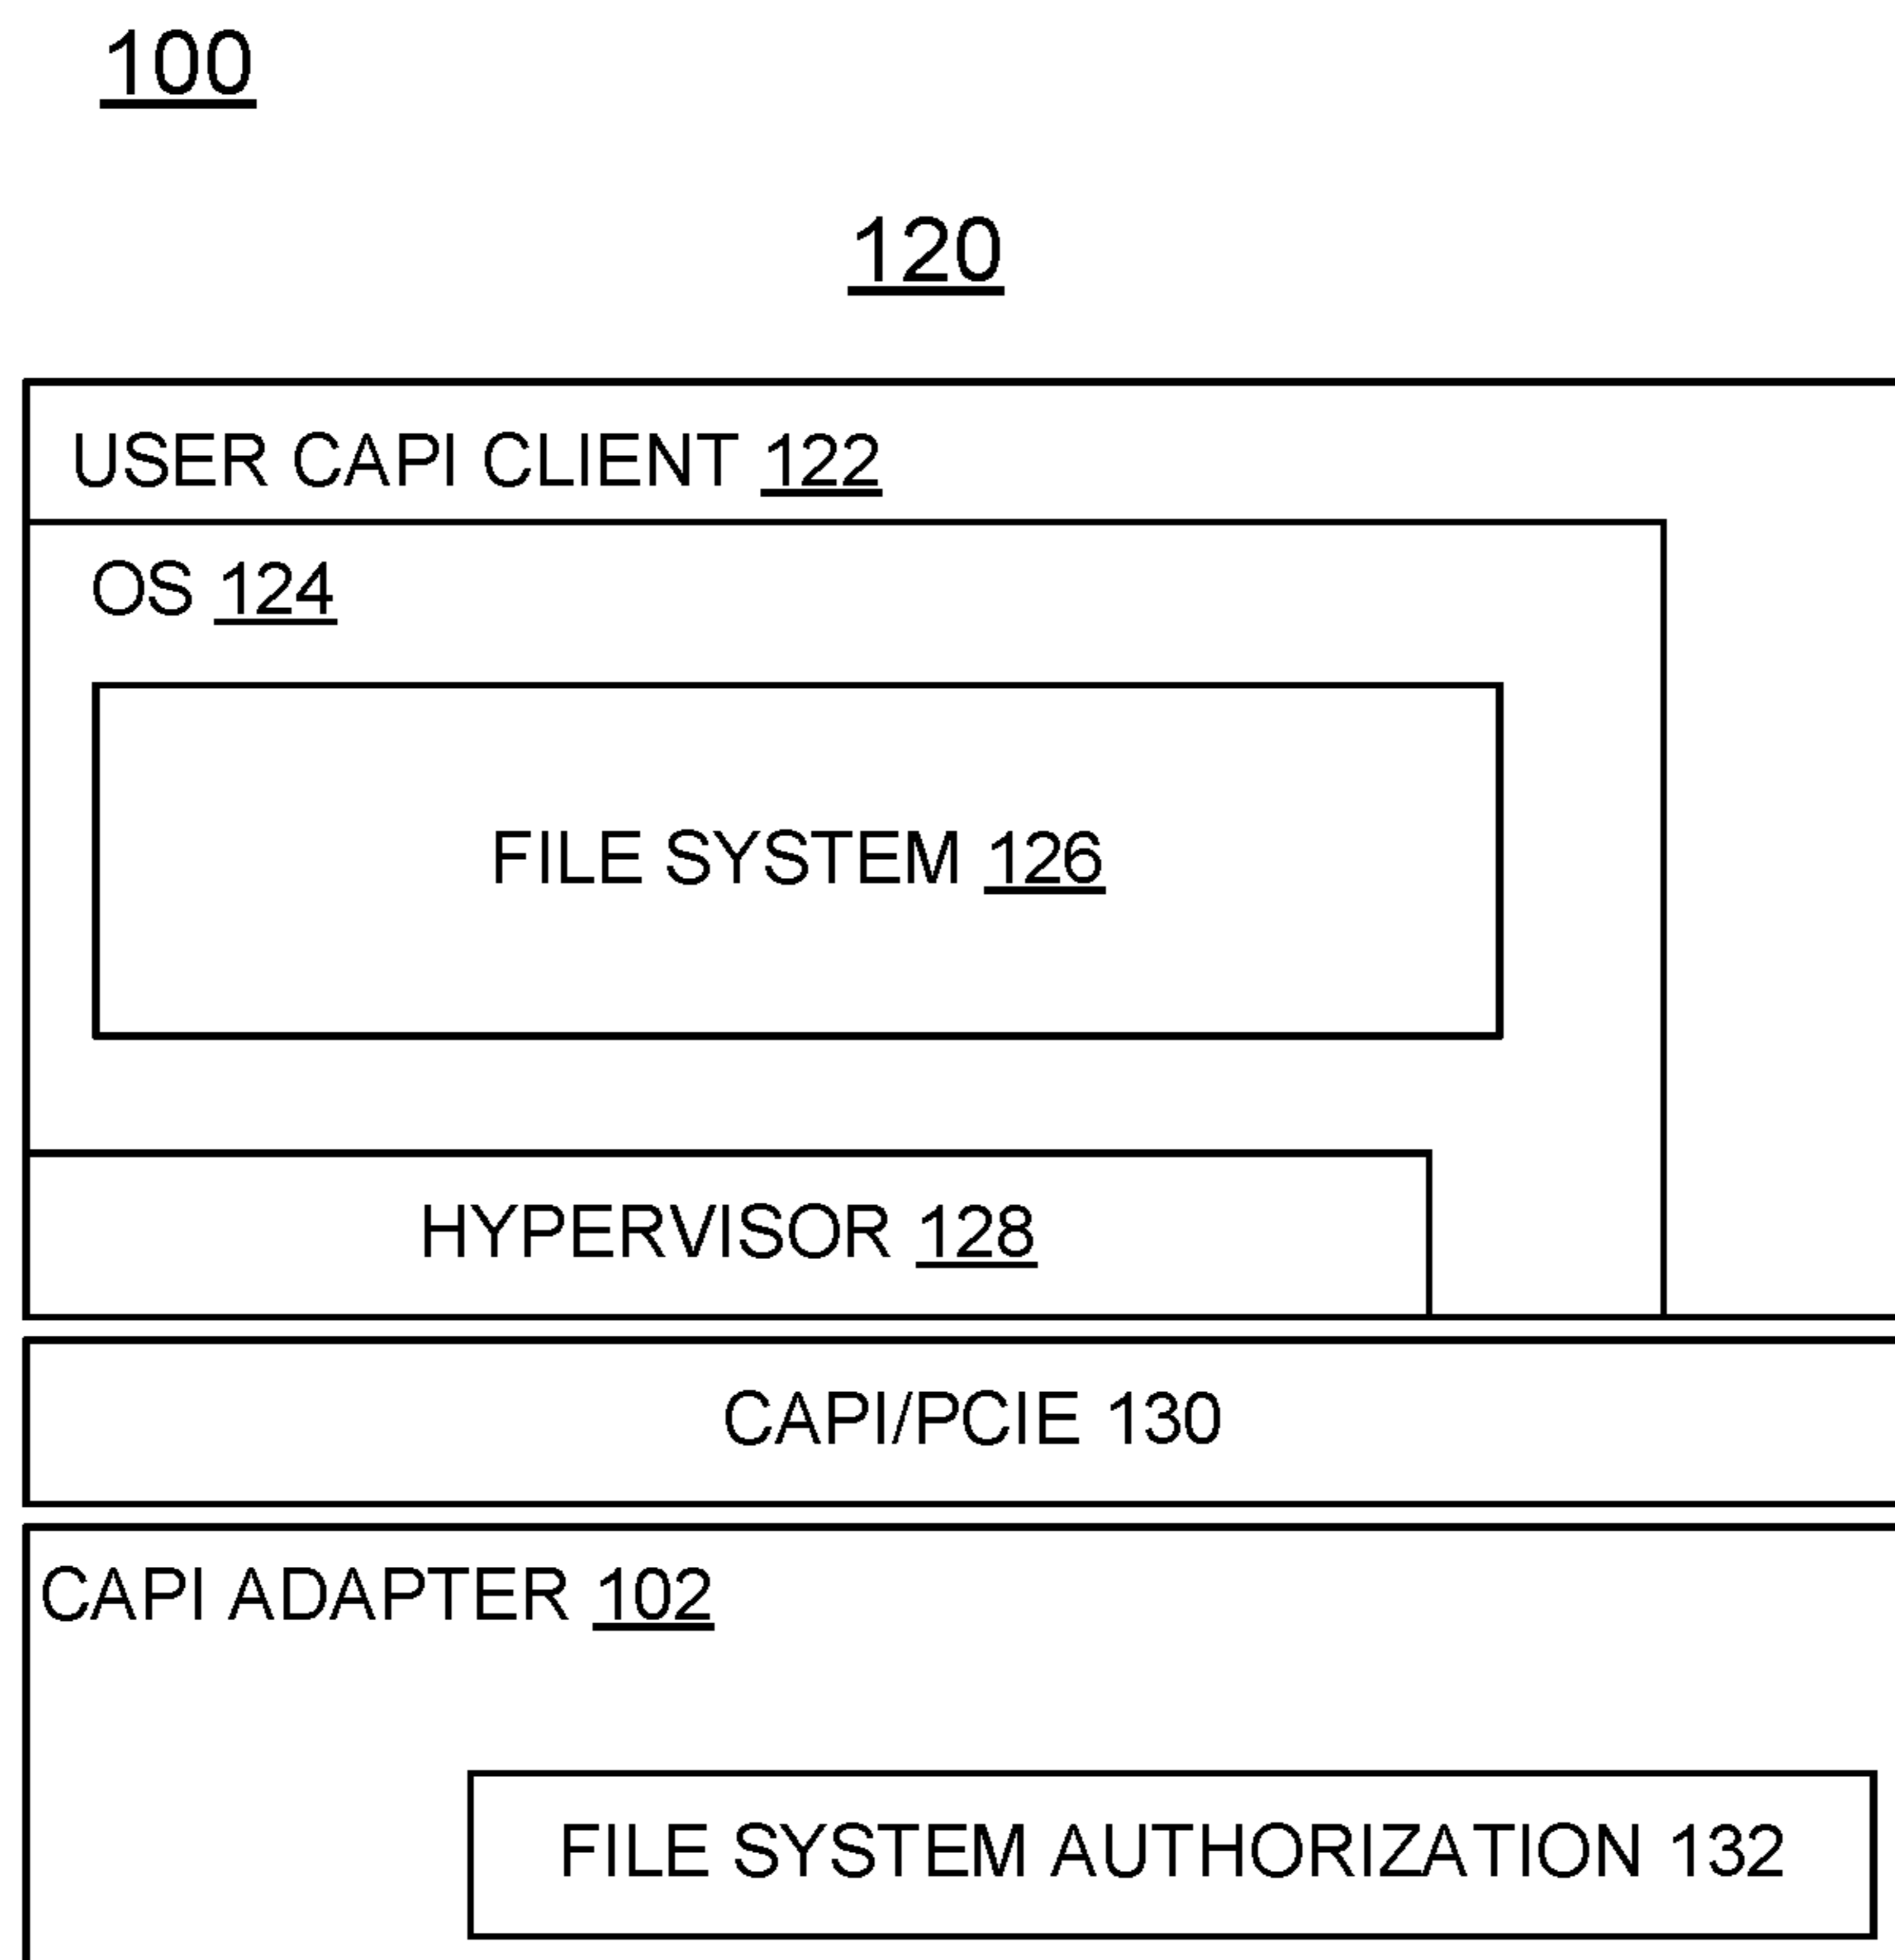 100
120
USER CAPI CLIENT 122
OS 124
FILE SYSTEM 126
HYPERVISOR 128
CAPI/PCIE 130
CAPI ADAPTER 102
FILE SYSTEM AUTHORIZATION 132